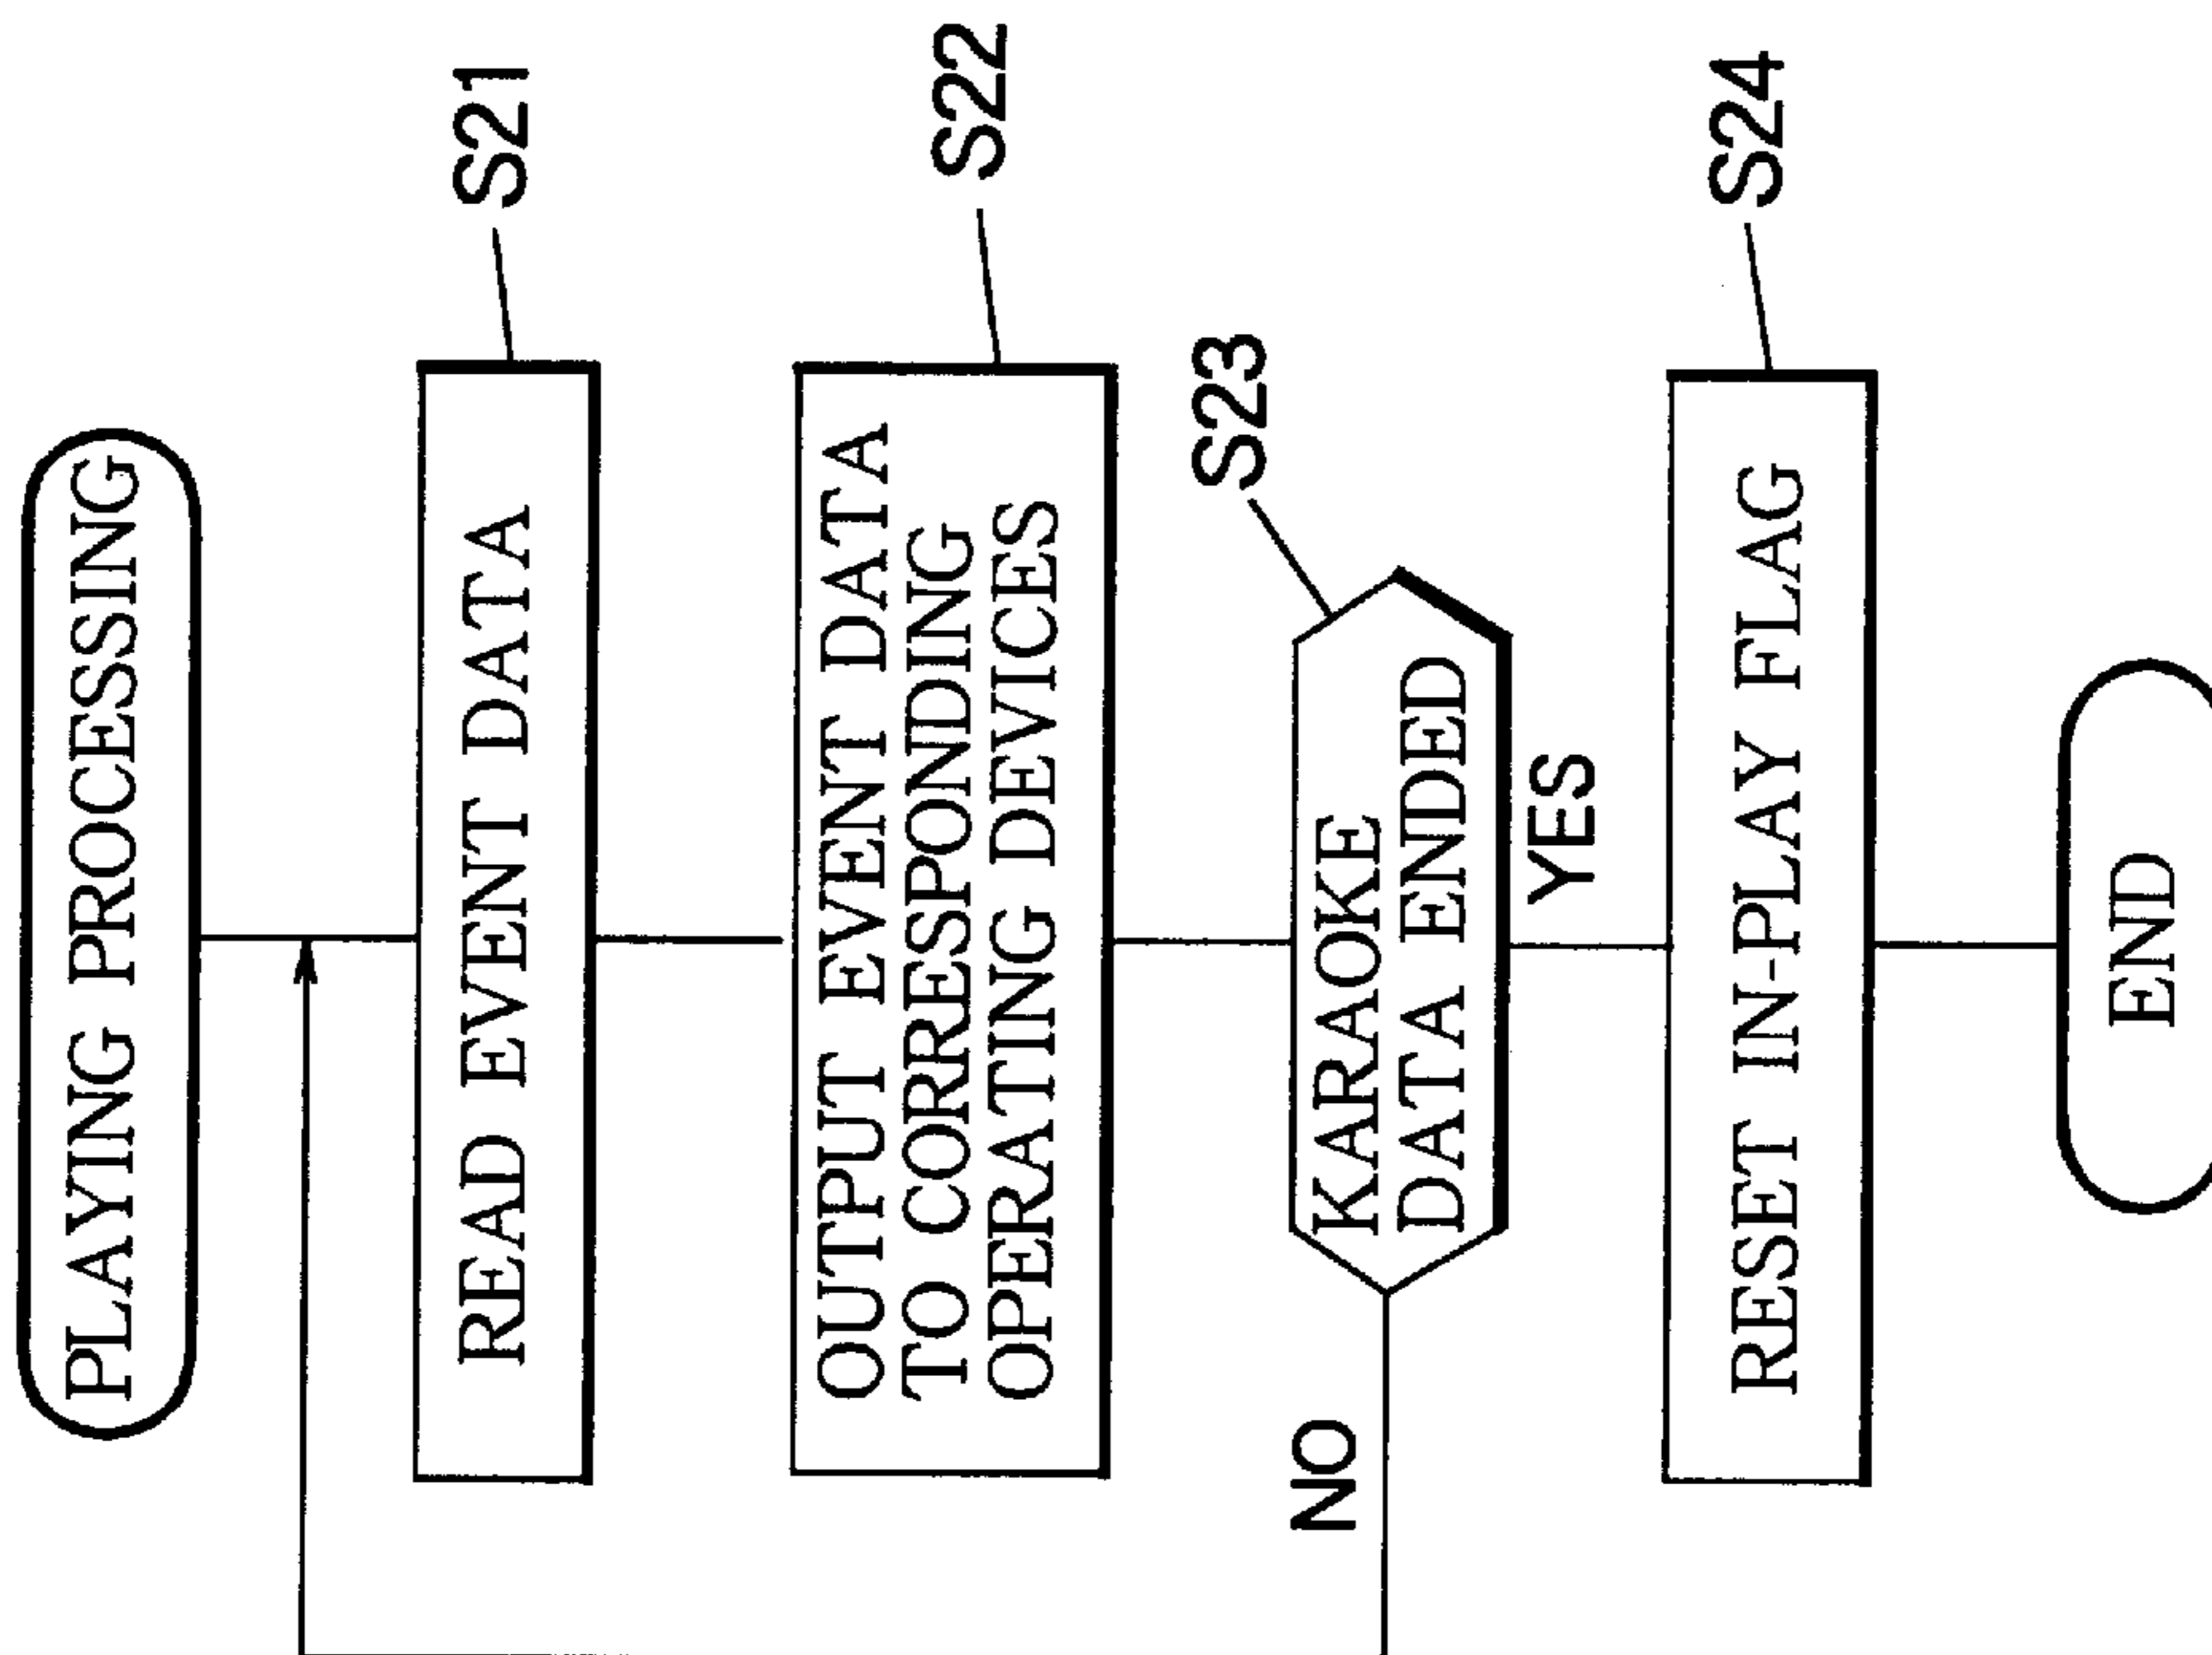 PLAYING PROCESSING
READ EVENT DATA
S21
OUTPUT EVENT DATA
TO CORRESPONDING
OPERATING DEVICES
S22
KARAOKE
DATA ENDED
S23
NO
YES
RESET IN-PLAY FLAG
S24
END